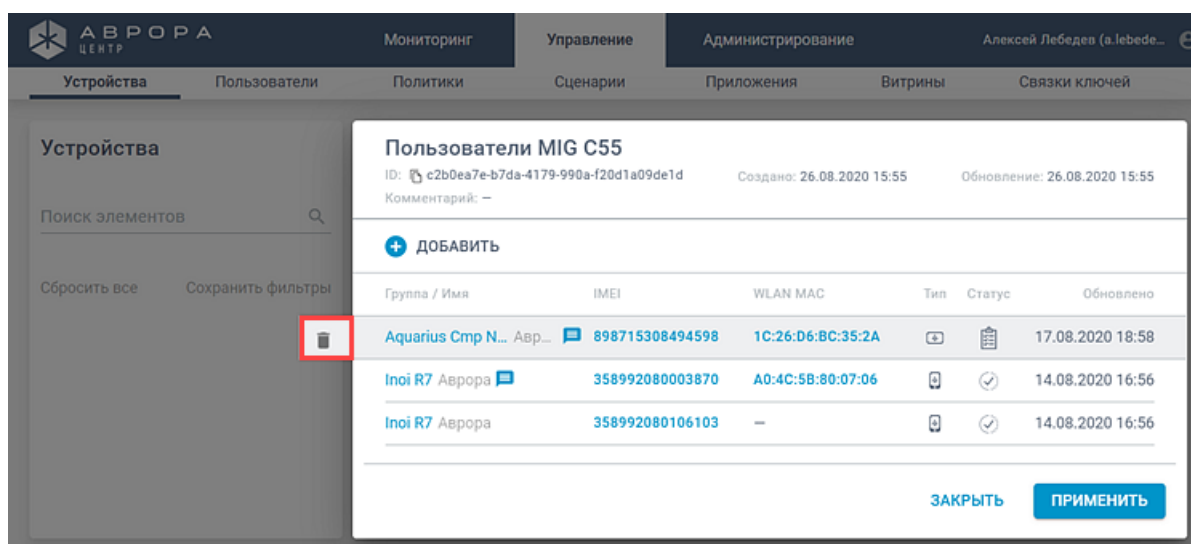 АВРОРА
ЦЕНТР
Мониторинг Управление Администрирование Алексей Лебедев (a.lebede...
Устройства Пользователи Политики Сценарии Приложения Витрины Связки ключей
Устройства
Поиск элементов
Сбросить все Сохранить фильтры
Пользователи MIG C55
ID: c2b0ea7e-b7da-4179-990a-f20d1a09de1d Создано: 26.08.2020 15:55 Обновление: 26.08.2020 15:55
Комментарий: —
ДОБАВИТЬ
Группа / Имя IMEI WLAN MAC Тип Статус Обновлено
Aquarius Cmp N... Авр... 898715308494598 1C:26:D6:BC:35:2A 17.08.2020 18:58
Inoi R7 Аврора 358992080003870 A0:4C:5B:80:07:06 14.08.2020 16:56
Inoi R7 Аврора 358992080106103 — 14.08.2020 16:56
ЗАКРЫТЬ ПРИМЕНИТЬ